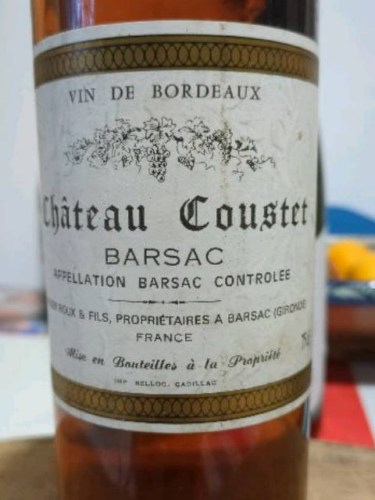 VIN DE BORDEAUX
Château Coustet
BARSAC
APPELLATION BARSAC CONTROLÉE
ROUX & FILS, PROPRIÉTAIRES A BARSAC (GIRONDE)
FRANCE
Mise en Bouteilles à la Propriété
IMP. BELLOC, CADILLAC